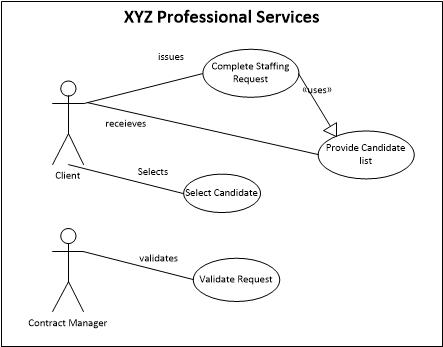 XYZ Professional Services
issues
Complete Staffing
Request
«uses»
receieves
Provide Candidate
list
Client
Selects
Select Candidate
validates
Validate Request
Contract Manager